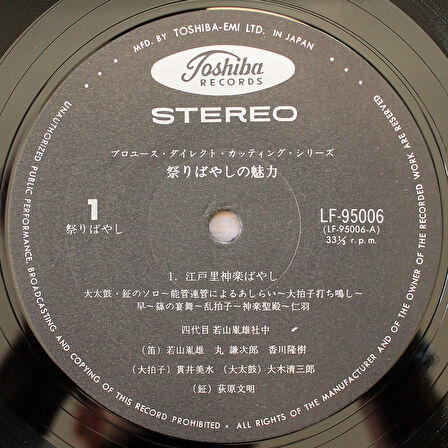 MFD. BY TOSHIBA-EMI LTD. IN JAPAN
Toshiba
RECORDS
STEREO
プロユース・ダイレクト・カッティング・シリーズ
祭りばやしの魅力
1
祭りばやし
LF-95006
(LF-95006-A)
33⅓ r.p.m.
1. 江戸里神楽ばやし
大太鼓・鉦のソロ〜能管連管によるあしらい〜大拍子打ち鳴し〜
早〜篠の宴舞〜乱拍子〜神楽聖殿〜仁羽
四代目 若山胤雄社中
(笛) 若山胤雄 丸 謙次郎 香川隆樹
(大拍子) 貫井美水 (大太鼓) 大木清三郎
(鉦) 荻原文明
UNAUTHORIZED PUBLIC PERFORMANCE, BROADCASTING AND COPYING OF THIS RECORD PROHIBITED • ALL RIGHTS OF THE MANUFACTURER AND OF THE OWNER OF THE RECORDED WORK ARE RESERVED